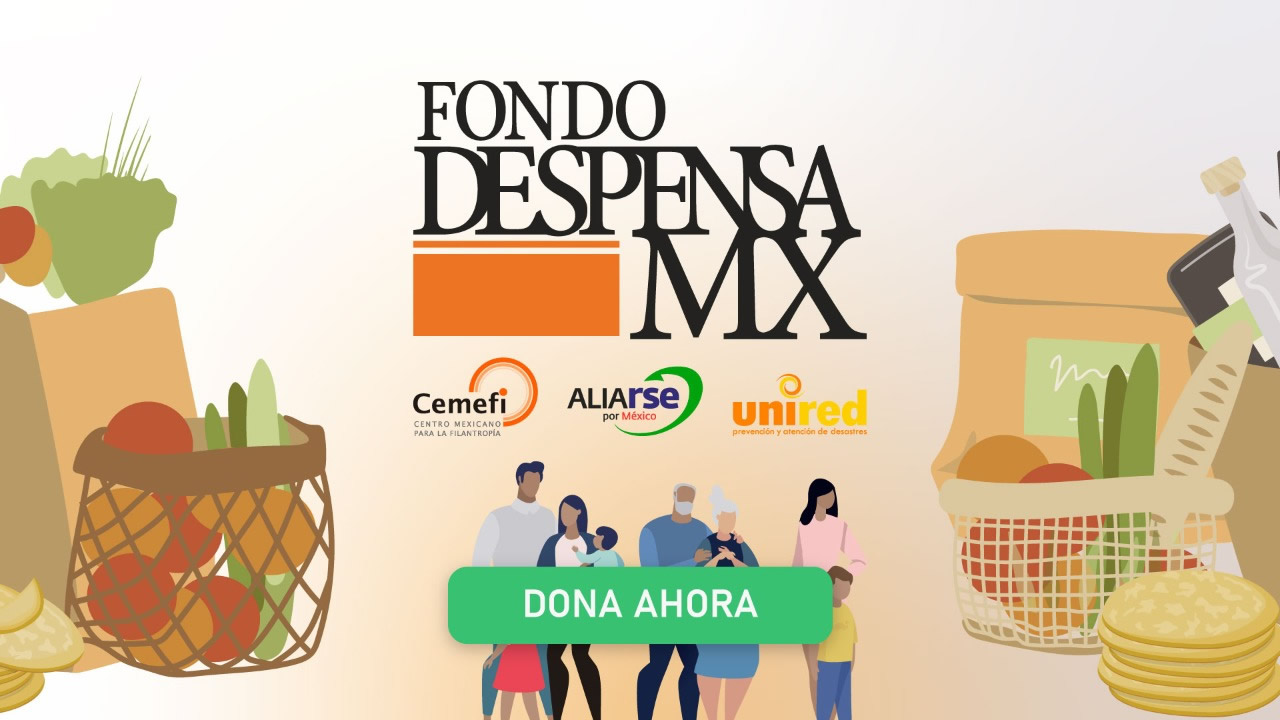 FONDO
DESPENSA
MX
Cemefi
CENTRO MEXICANO
PARA LA FILANTROPÍA
ALIARSE
por México
unired
prevención y atención de desastres
DONA AHORA